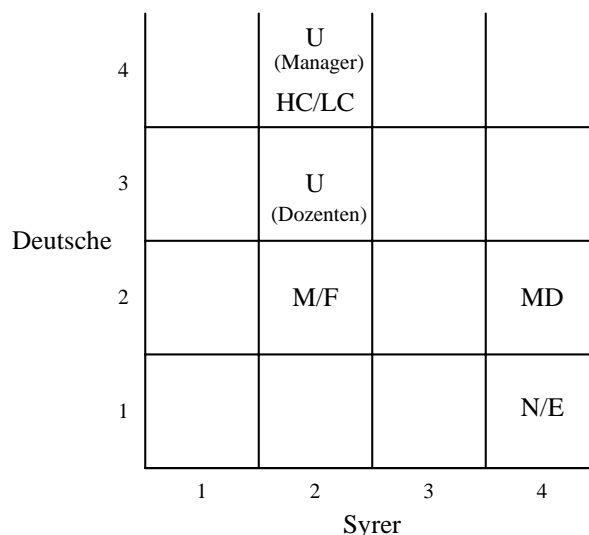 U
(Manager)
4
HC/LC
3
U
(Dozenten)
Deutsche
2
M/F
MD
N/E
1
1 2 3 4
Syrer